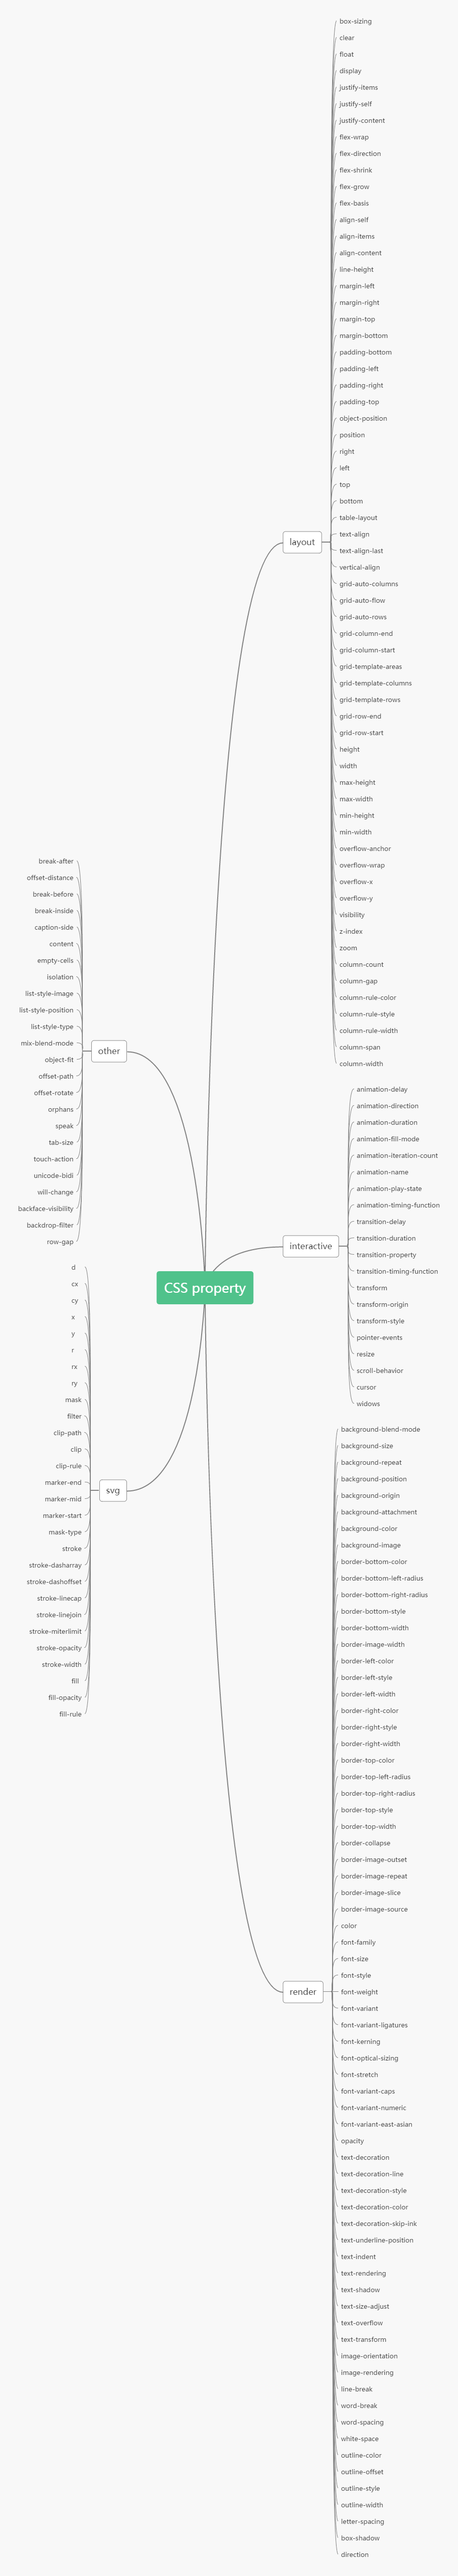 CSS property
layout
box-sizing
clear
float
display
justify-items
justify-self
justify-content
flex-wrap
flex-direction
flex-shrink
flex-grow
flex-basis
align-self
align-items
align-content
line-height
margin-left
margin-right
margin-top
margin-bottom
padding-bottom
padding-left
padding-right
padding-top
object-position
position
right
left
top
bottom
table-layout
text-align
text-align-last
vertical-align
grid-auto-columns
grid-auto-flow
grid-auto-rows
grid-column-end
grid-column-start
grid-template-areas
grid-template-columns
grid-template-rows
grid-row-end
grid-row-start
height
width
max-height
max-width
min-height
min-width
overflow-anchor
overflow-wrap
overflow-x
overflow-y
visibility
z-index
zoom
column-count
column-gap
column-rule-color
column-rule-style
column-rule-width
column-span
column-width
interactive
animation-delay
animation-direction
animation-duration
animation-fill-mode
animation-iteration-count
animation-name
animation-play-state
animation-timing-function
transition-delay
transition-duration
transition-property
transition-timing-function
transform
transform-origin
transform-style
pointer-events
resize
scroll-behavior
cursor
widows
render
background-blend-mode
background-size
background-repeat
background-position
background-origin
background-attachment
background-color
background-image
border-bottom-color
border-bottom-left-radius
border-bottom-right-radius
border-bottom-style
border-bottom-width
border-image-width
border-left-color
border-left-style
border-left-width
border-right-color
border-right-style
border-right-width
border-top-color
border-top-left-radius
border-top-right-radius
border-top-style
border-top-width
border-collapse
border-image-outset
border-image-repeat
border-image-slice
border-image-source
color
font-family
font-size
font-style
font-weight
font-variant
font-variant-ligatures
font-kerning
font-optical-sizing
font-stretch
font-variant-caps
font-variant-numeric
font-variant-east-asian
opacity
text-decoration
text-decoration-line
text-decoration-style
text-decoration-color
text-decoration-skip-ink
text-underline-position
text-indent
text-rendering
text-shadow
text-size-adjust
text-overflow
text-transform
image-orientation
image-rendering
line-break
word-break
word-spacing
white-space
outline-color
outline-offset
outline-style
outline-width
letter-spacing
box-shadow
direction
other
break-after
offset-distance
break-before
break-inside
caption-side
content
empty-cells
isolation
list-style-image
list-style-position
list-style-type
mix-blend-mode
object-fit
offset-path
offset-rotate
orphans
speak
tab-size
touch-action
unicode-bidi
will-change
backface-visibility
backdrop-filter
row-gap
svg
d
cx
cy
x
y
r
rx
ry
mask
filter
clip-path
clip
clip-rule
marker-end
marker-mid
marker-start
mask-type
stroke
stroke-dasharray
stroke-dashoffset
stroke-linecap
stroke-linejoin
stroke-miterlimit
stroke-opacity
stroke-width
fill
fill-opacity
fill-rule